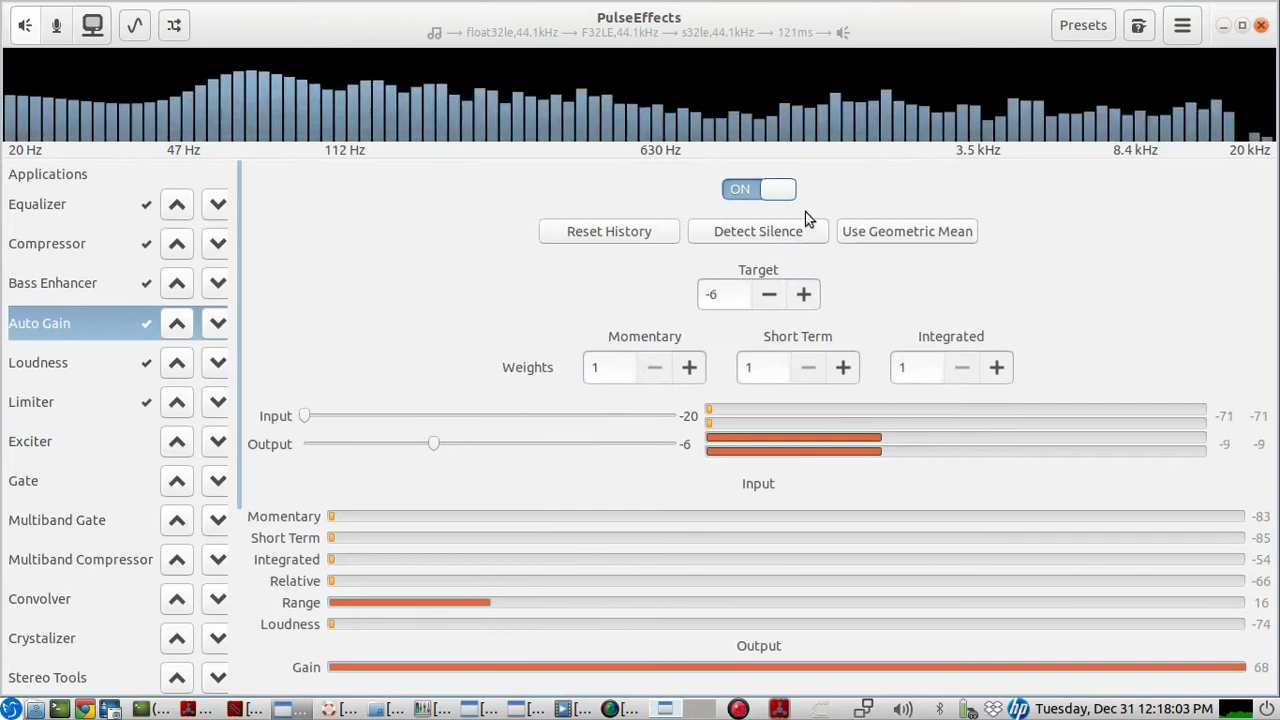 PulseEffects
float32le,44.1kHz F32LE,44.1kHz s32le,44.1kHz 121ms
Presets
20 Hz 47 Hz 112 Hz 630 Hz 3.5 kHz 8.4 kHz 20 kHz
Applications
Equalizer
Compressor
Bass Enhancer
Auto Gain
Loudness
Limiter
Exciter
Gate
Multiband Gate
Multiband Compressor
Convolver
Crystalizer
Stereo Tools
ON
Reset History Detect Silence Use Geometric Mean
Target
-6
Momentary Short Term Integrated
Weights 1 1 1
Input -20 -71 -71
Output -6 -9 -9
Input
Momentary -83
Short Term -85
Integrated -54
Relative -66
Range 16
Loudness -74
Output
Gain 68
(... [... [... [... [... [... [... [... [... [... [...
Tuesday, Dec 31 12:18:03 PM